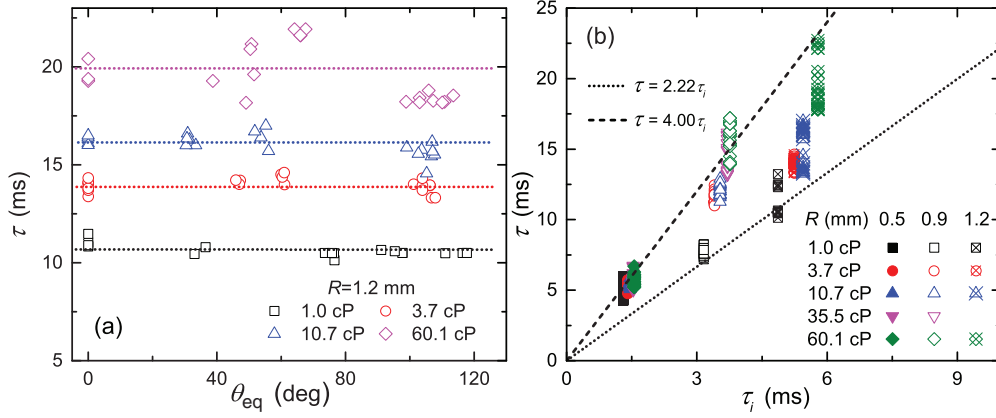 (a)
τ (ms)
25
20
15
10
5
R=1.2 mm
1.0 cP
3.7 cP
10.7 cP
60.1 cP
0
40
80
120
θeq (deg)
(b)
τ (ms)
25
20
15
10
5
0
τ = 2.22τi
τ = 4.00τi
R (mm) 0.5 0.9 1.2
1.0 cP
3.7 cP
10.7 cP
35.5 cP
60.1 cP
0
3
6
9
τi (ms)